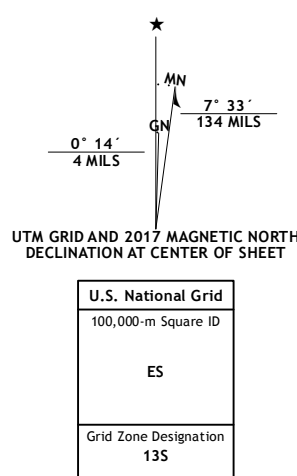 ★
MN
GN
7° 33´
134 MILS
0° 14´
4 MILS
UTM GRID AND 2017 MAGNETIC NORTH
DECLINATION AT CENTER OF SHEET
U.S. National Grid
100,000-m Square ID
ES
Grid Zone Designation
13S